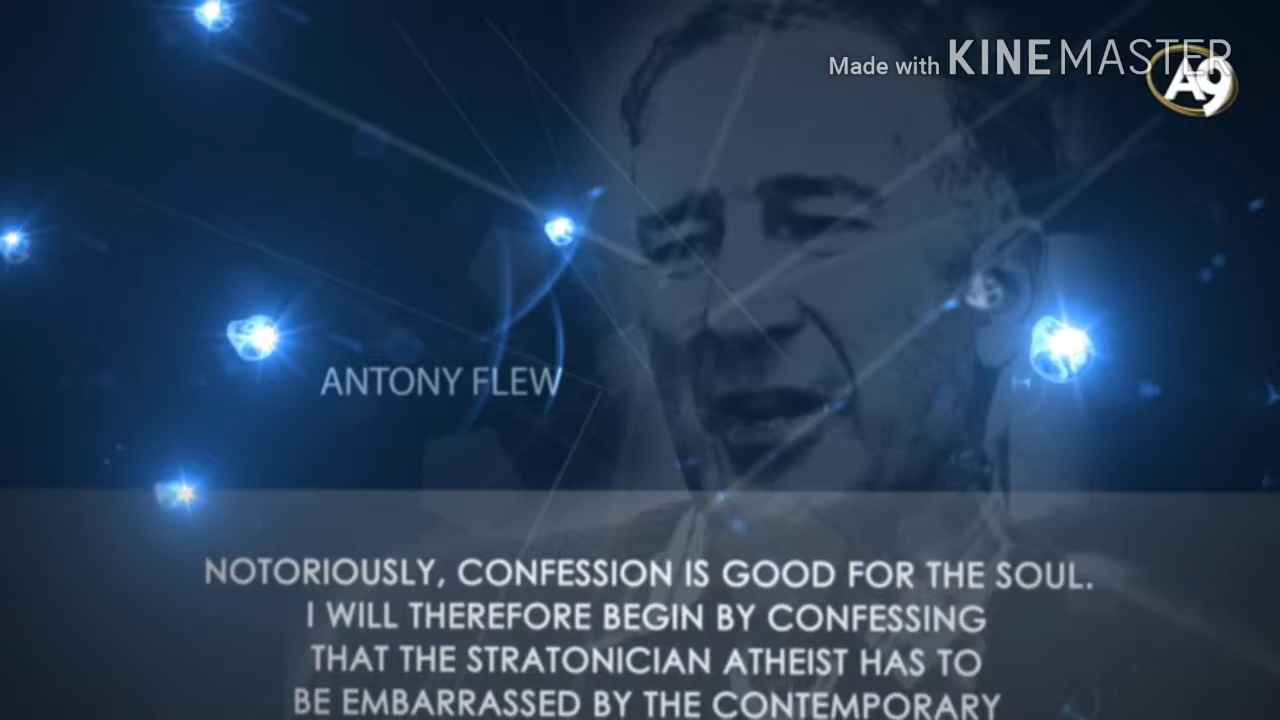 Made with KINEMASTER
A9
ANTONY FLEW
NOTORIOUSLY, CONFESSION IS GOOD FOR THE SOUL.
I WILL THEREFORE BEGIN BY CONFESSING
THAT THE STRATONICIAN ATHEIST HAS TO
BE EMBARRASSED BY THE CONTEMPORARY